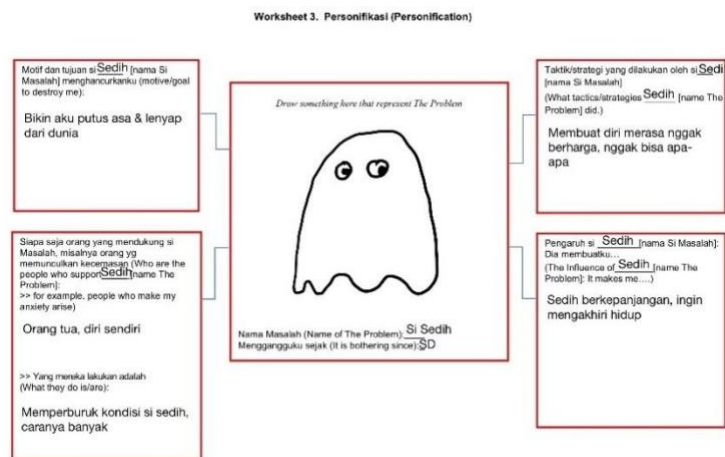 Worksheet 3. Personifikasi (Personification)
Motif dan tujuan si Sedih [nama Si
Masalah] menghancurkanku (motive/goal
to destroy me):
Bikin aku putus asa & lenyap
dari dunia
Siapa saja orang yang mendukung si
Masalah, misalnya orang yg
memunculkan kecemasan (Who are the
people who support Sedih [name The
Problem]:
>> for example, people who make my
anxiety arise)
Orang tua, diri sendiri
>> Yang mereka lakukan adalah
(What they do is/are):
Memperburuk kondisi si sedih,
caranya banyak
Draw something here that represent The Problem
Nama Masalah (Name of The Problem): Si Sedih
Menggangguku sejak (It is bothering since): SD
Taktik/strategi yang dilakukan oleh si Sedi
[nama Si Masalah]
(What tactics/strategies Sedih [name The
Problem] did.)
Membuat diri merasa nggak
berharga, nggak bisa apa-
apa
Pengaruh si Sedih [nama Si Masalah]:
Dia membuatku...
(The Influence of Sedih [name The
Problem]: It makes me....)
Sedih berkepanjangan, ingin
mengakhiri hidup